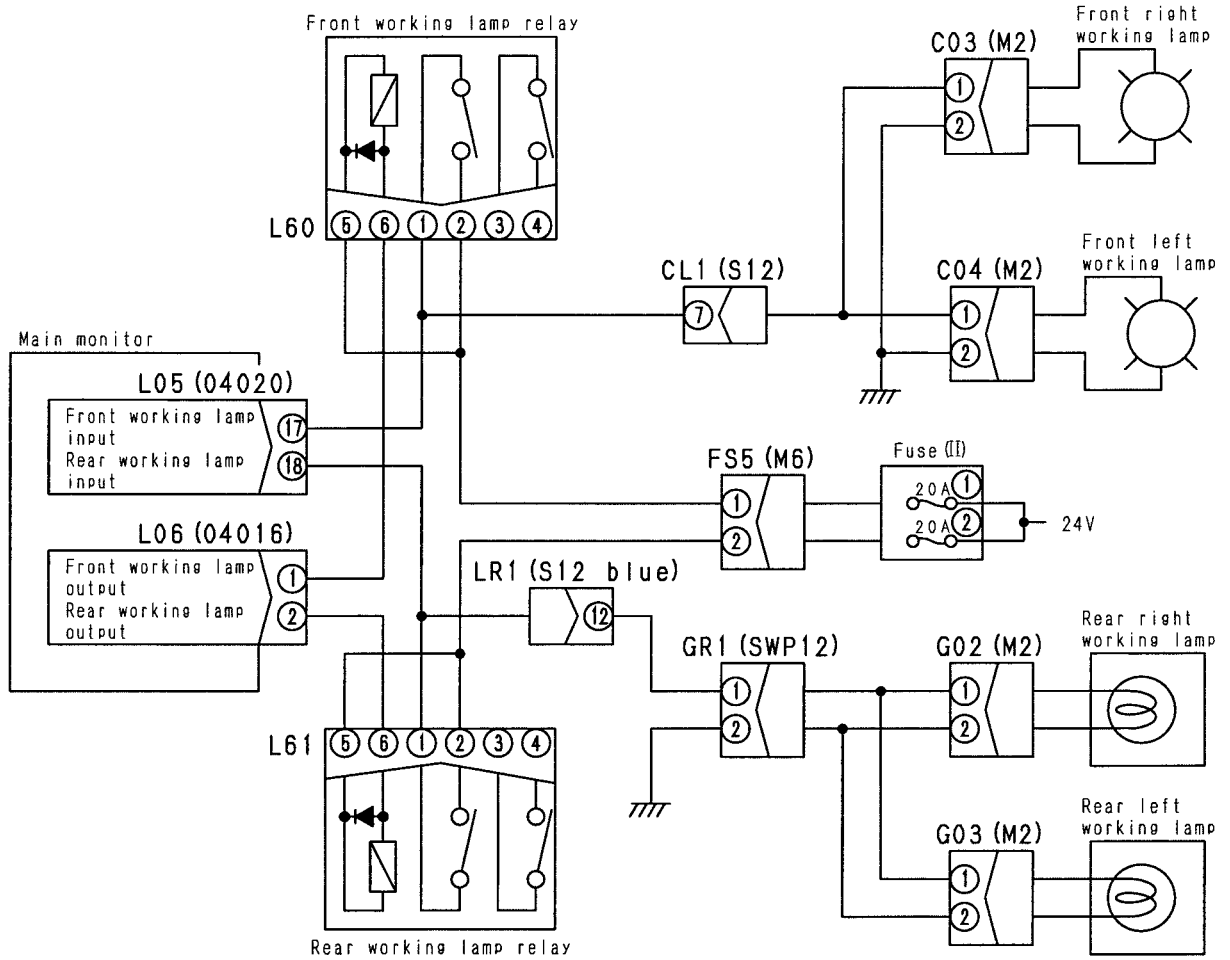 Front working lamp relay
L60
5 6 1 2 3 4
C03 (M2)
1
2
Front right
working lamp
CL1 (S12)
7
C04 (M2)
1
2
Front left
working lamp
Main monitor
L05 (04020)
Front working lamp
input
Rear working lamp
input
17
18
L06 (04016)
Front working lamp
output
Rear working lamp
output
1
2
FS5 (M6)
1
2
Fuse (II)
20A 1
20A 2
24V
LR1 (S12 blue)
12
GR1 (SWP12)
1
2
G02 (M2)
1
2
Rear right
working lamp
G03 (M2)
1
2
Rear left
working lamp
L61
5 6 1 2 3 4
Rear working lamp relay